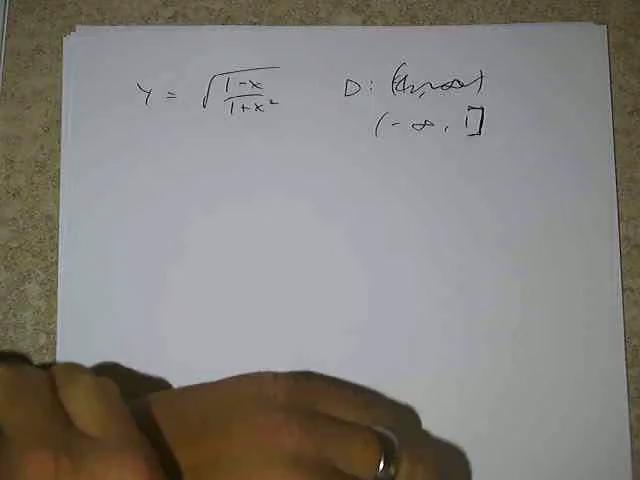 y = √(1-x / 1+x²) D: (
(-∞, 1]